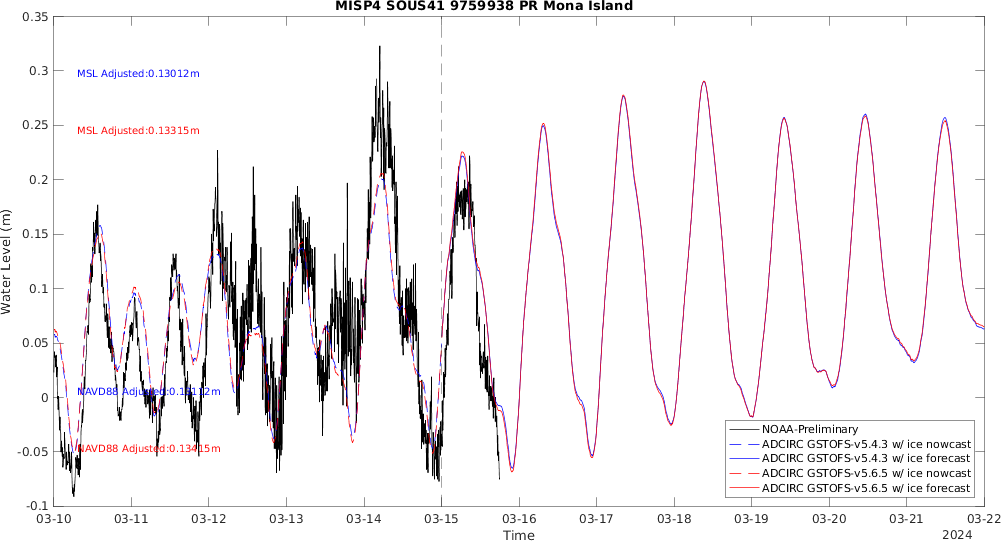 MISP4 SOUS41 9759938 PR Mona Island
Water Level (m)
0.35
0.3
0.25
0.2
0.15
0.1
0.05
0
-0.05
-0.1
MSL Adjusted:0.13012m
MSL Adjusted:0.13315m
NAVD88 Adjusted:0.13112m
NAVD88 Adjusted:0.13415m
NOAA-Preliminary
ADCIRC GSTOFS-v5.4.3 w/ ice nowcast
ADCIRC GSTOFS-v5.4.3 w/ ice forecast
ADCIRC GSTOFS-v5.6.5 w/ ice nowcast
ADCIRC GSTOFS-v5.6.5 w/ ice forecast
03-10 03-11 03-12 03-13 03-14 03-15 03-16 03-17 03-18 03-19 03-20 03-21 03-22
Time
2024